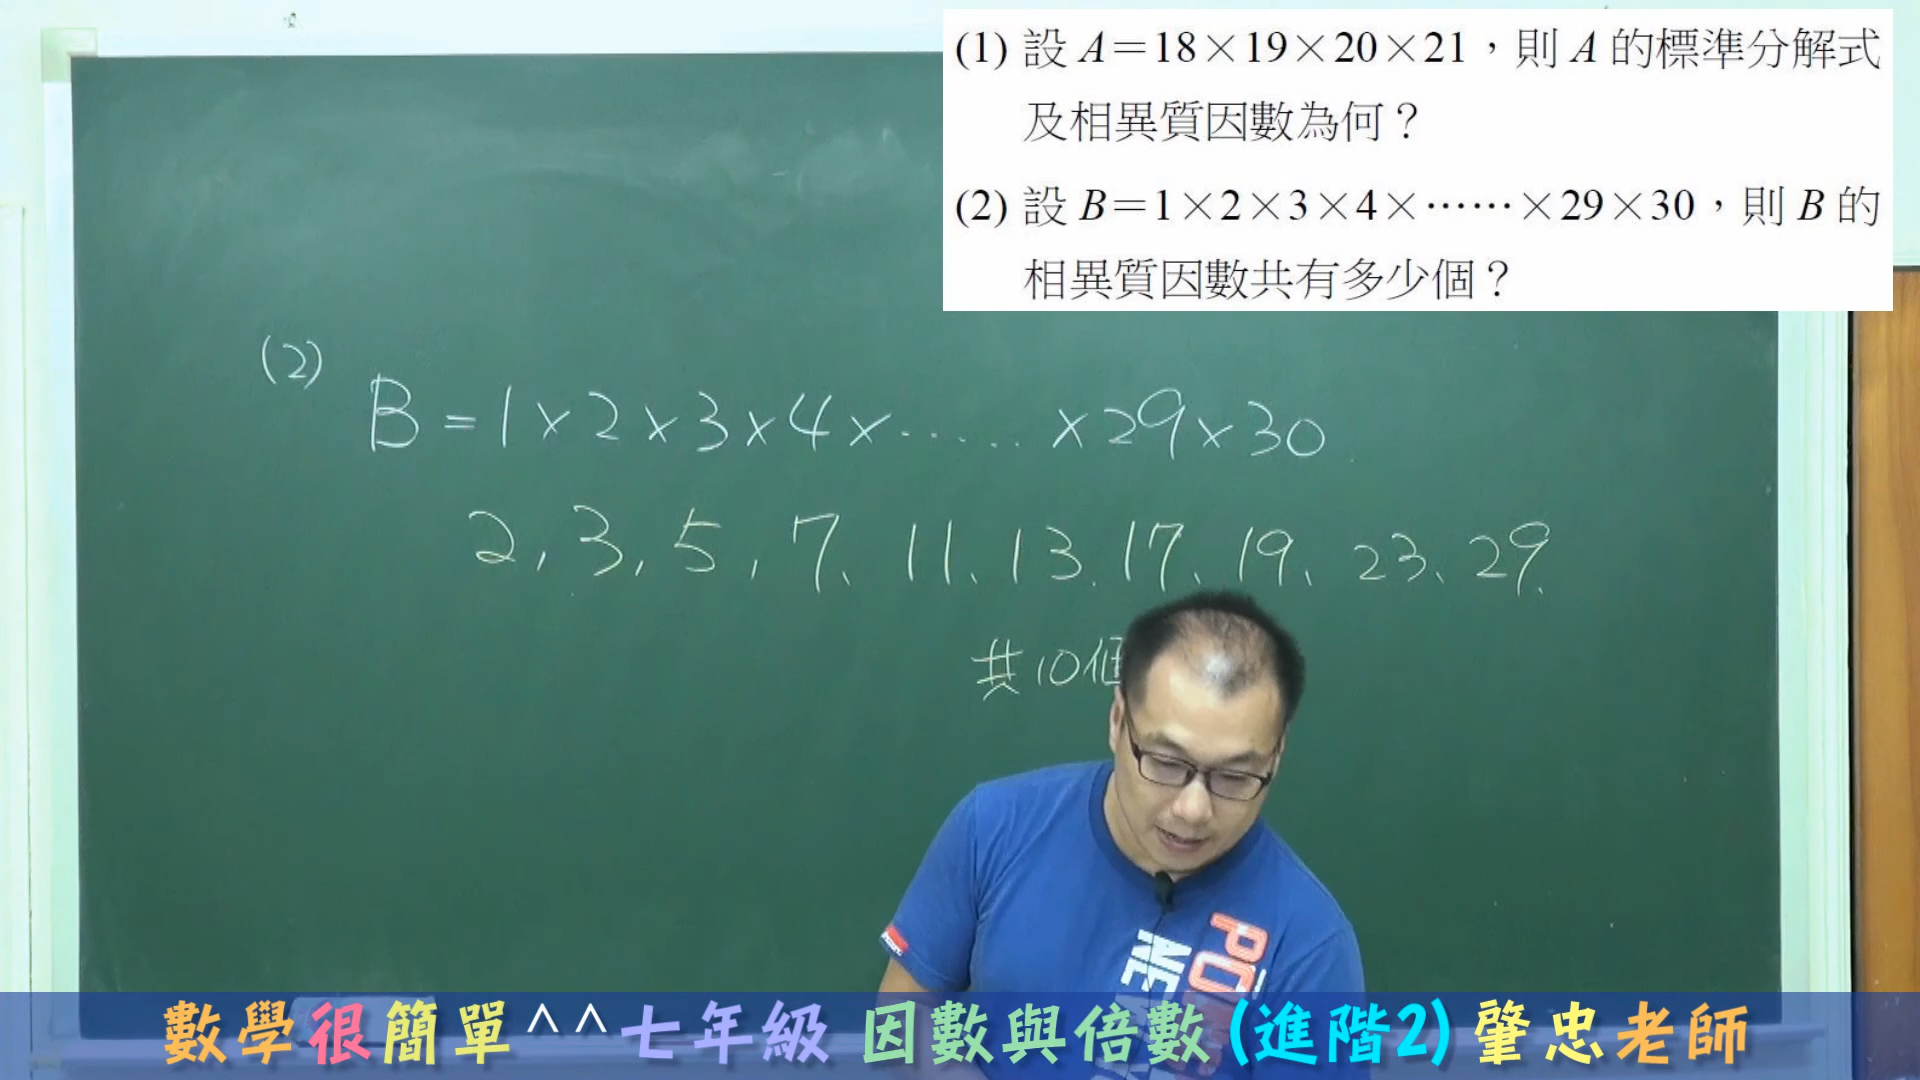 (1) 設 A＝18×19×20×21，則 A 的標準分解式
及相異質因數為何？
(2) 設 B＝1×2×3×4×……×29×30，則 B 的
相異質因數共有多少個？
(2)
B = 1×2×3×4×...... ×29×30
2, 3, 5, 7、11、13、17、19、23、29、
共10個
數學很簡單^^七年級 因數與倍數 (進階2) 肇忠老師